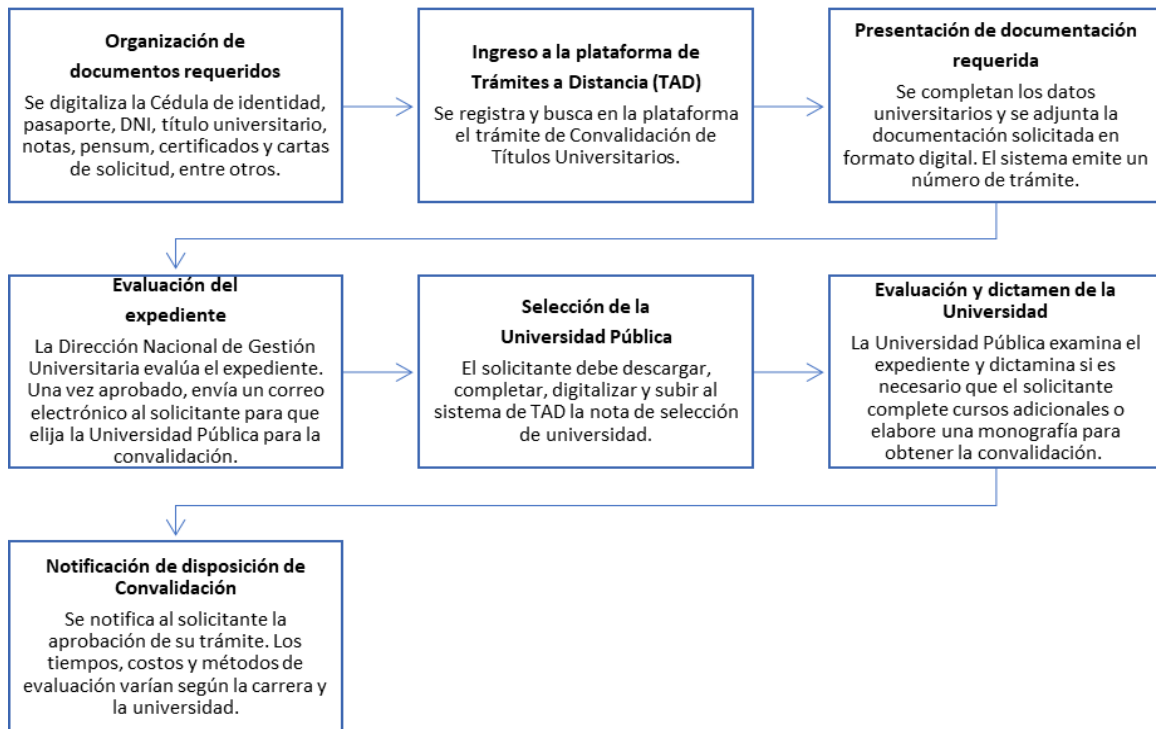 Organización de
documentos requeridos
Se digitaliza la Cédula de identidad,
pasaporte, DNI, título universitario,
notas, pensum, certificados y cartas
de solicitud, entre otros.
Ingreso a la plataforma de
Trámites a Distancia (TAD)
Se registra y busca en la plataforma
el trámite de Convalidación de
Títulos Universitarios.
Presentación de documentación
requerida
Se completan los datos
universitarios y se adjunta la
documentación solicitada en
formato digital. El sistema emite un
número de trámite.
Evaluación del
expediente
La Dirección Nacional de Gestión
Universitaria evalúa el expediente.
Una vez aprobado, envía un correo
electrónico al solicitante para que
elija la Universidad Pública para la
convalidación.
Selección de la
Universidad Pública
El solicitante debe descargar,
completar, digitalizar y subir al
sistema de TAD la nota de selección
de universidad.
Evaluación y dictamen de la
Universidad
La Universidad Pública examina el
expediente y dictamina si es
necesario que el solicitante
complete cursos adicionales o
elabore una monografía para
obtener la convalidación.
Notificación de disposición de
Convalidación
Se notifica al solicitante la
aprobación de su trámite. Los
tiempos, costos y métodos de
evaluación varían según la carrera y
la universidad.